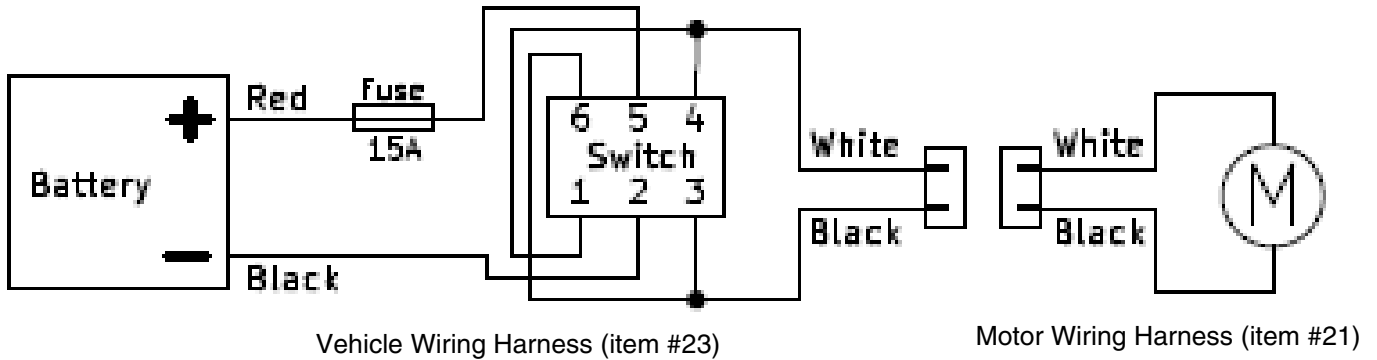 Red
Fuse
15A
+
Battery
−
Black
6 5 4
Switch
1 2 3
White
Black
White
Black
M
Vehicle Wiring Harness (item #23)
Motor Wiring Harness (item #21)